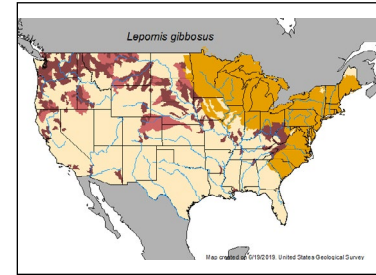 Lepomis gibbosus
Map created on 6/19/2019. United States Geological Survey